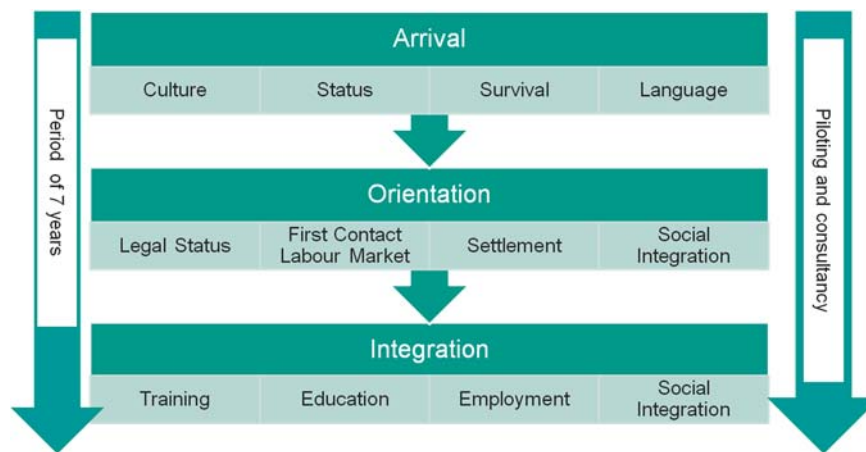 Arrival
Culture
Status
Survival
Language
Period of 7 years
Piloting and consultancy
Orientation
Legal Status
First Contact
Labour Market
Settlement
Social
Integration
Integration
Training
Education
Employment
Social
Integration